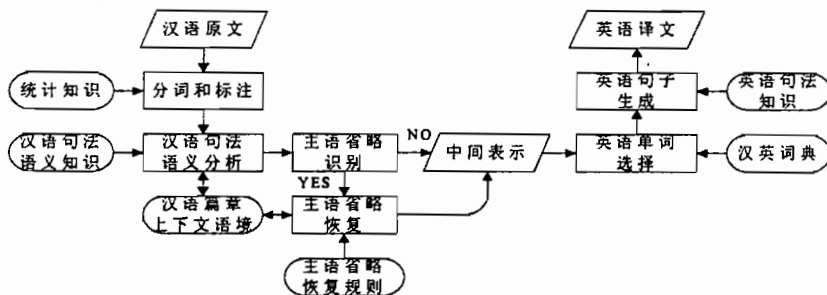 汉语原文
英语译文
统计知识
分词和标注
英语句子
生成
英语句法
知识
汉语句法
语义知识
汉语句法
语义分析
主语省略
识别
NO
中间表示
英语单词
选择
汉英词典
YES
汉语篇章
上下文语境
主语省略
恢复
主语省略
恢复规则